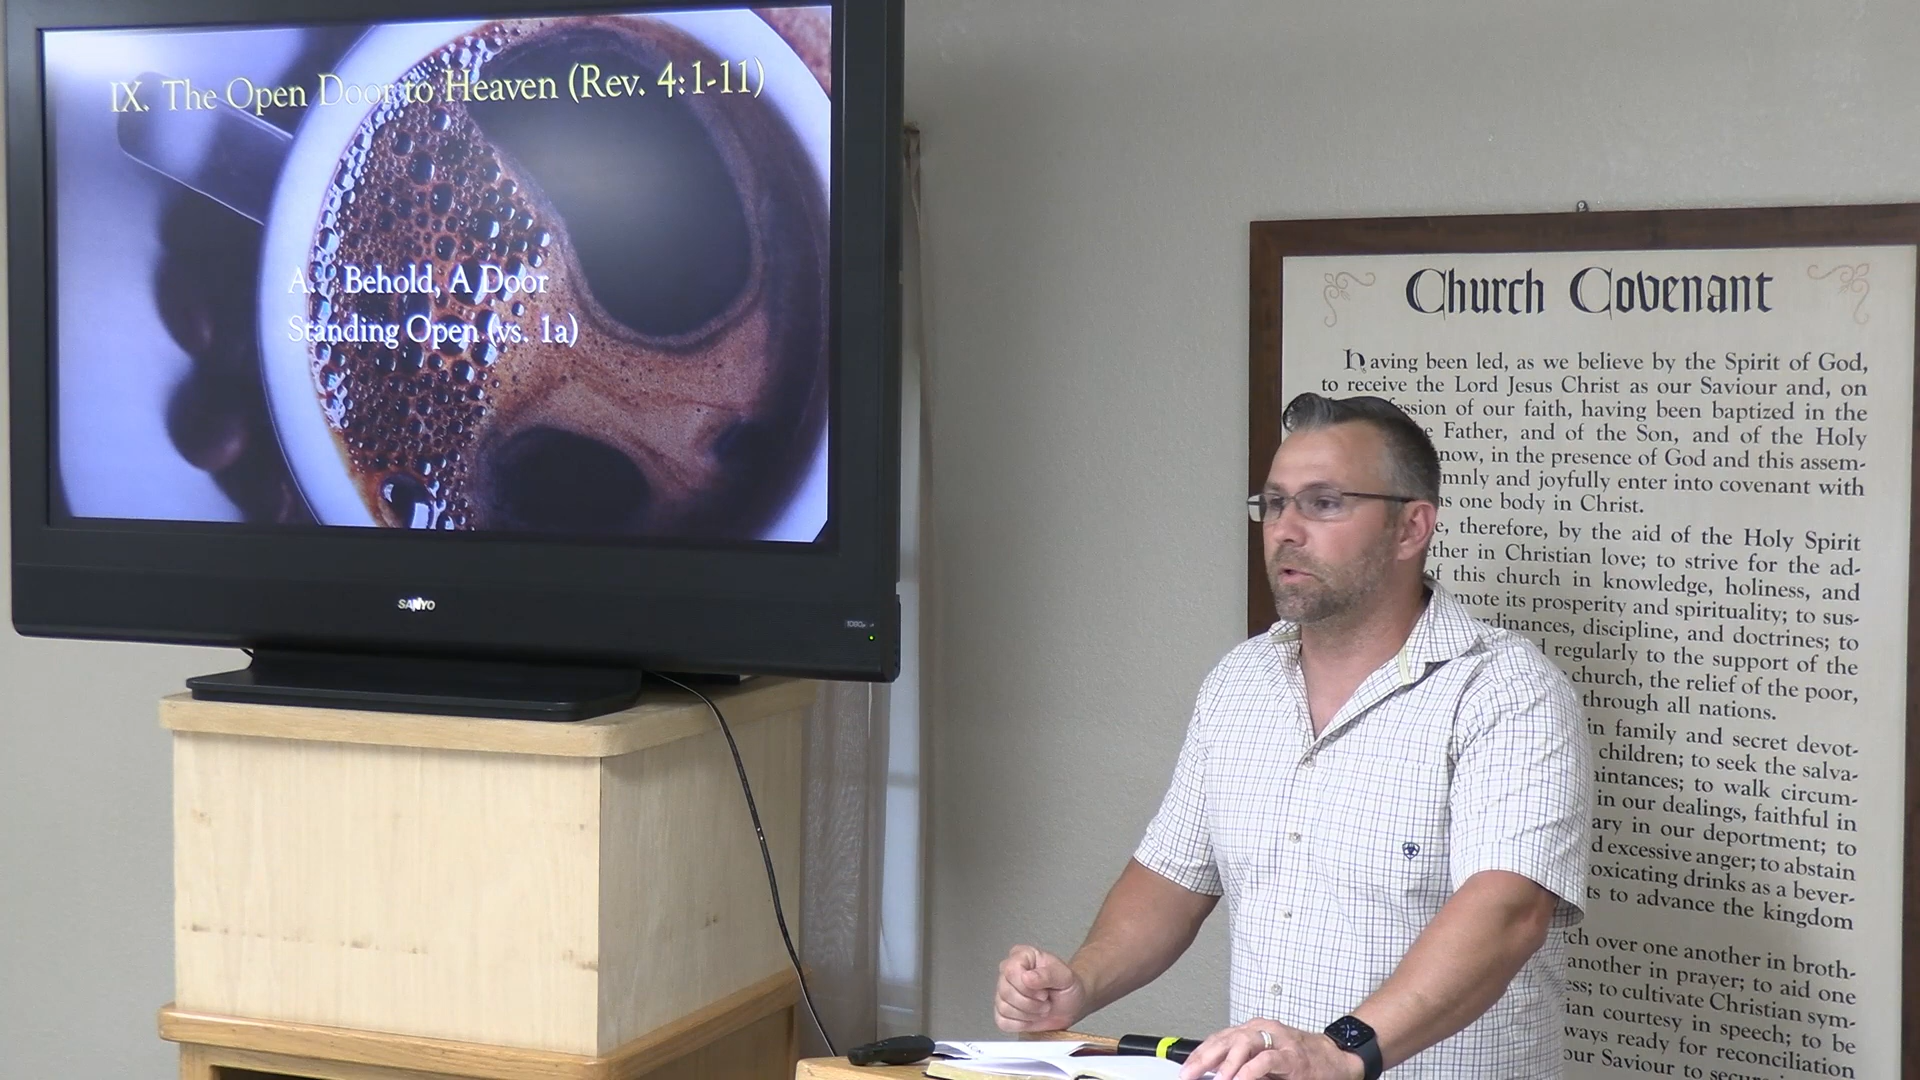 IX. The Open Door to Heaven (Rev. 4:1-11)
A. Behold, A Door
Standing Open (vs. 1a)
SANYO
1080p
Church Covenant
Having been led, as we believe by the Spirit of God,
to receive the Lord Jesus Christ as our Saviour and, on
ession of our faith, having been baptized in the
e Father, and of the Son, and of the Holy
now, in the presence of God and this assem-
mnly and joyfully enter into covenant with
as one body in Christ.
e, therefore, by the aid of the Holy Spirit
ether in Christian love; to strive for the ad-
of this church in knowledge, holiness, and
mote its prosperity and spirituality; to sus-
rdinances, discipline, and doctrines; to
regularly to the support of the
church, the relief of the poor,
through all nations.
in family and secret devot-
children; to seek the salva-
aintances; to walk circum-
in our dealings, faithful in
ary in our deportment; to
d excessive anger; to abstain
toxicating drinks as a bever-
ts to advance the kingdom
tch over one another in broth-
another in prayer; to aid one
ess; to cultivate Christian sym-
ian courtesy in speech; to be
ways ready for reconciliation
our Saviour to secure